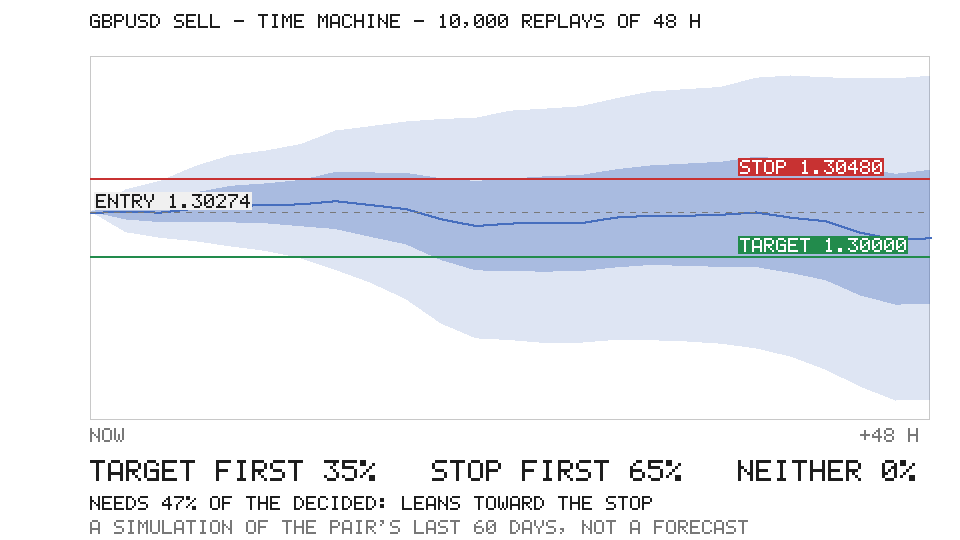 GBPUSD SELL - TIME MACHINE - 10,000 REPLAYS OF 48 H
STOP 1.30480
ENTRY 1.30274
TARGET 1.30000
NOW +48 H
TARGET FIRST 35% STOP FIRST 65% NEITHER 0%
NEEDS 47% OF THE DECIDED: LEANS TOWARD THE STOP
A SIMULATION OF THE PAIR'S LAST 60 DAYS, NOT A FORECAST